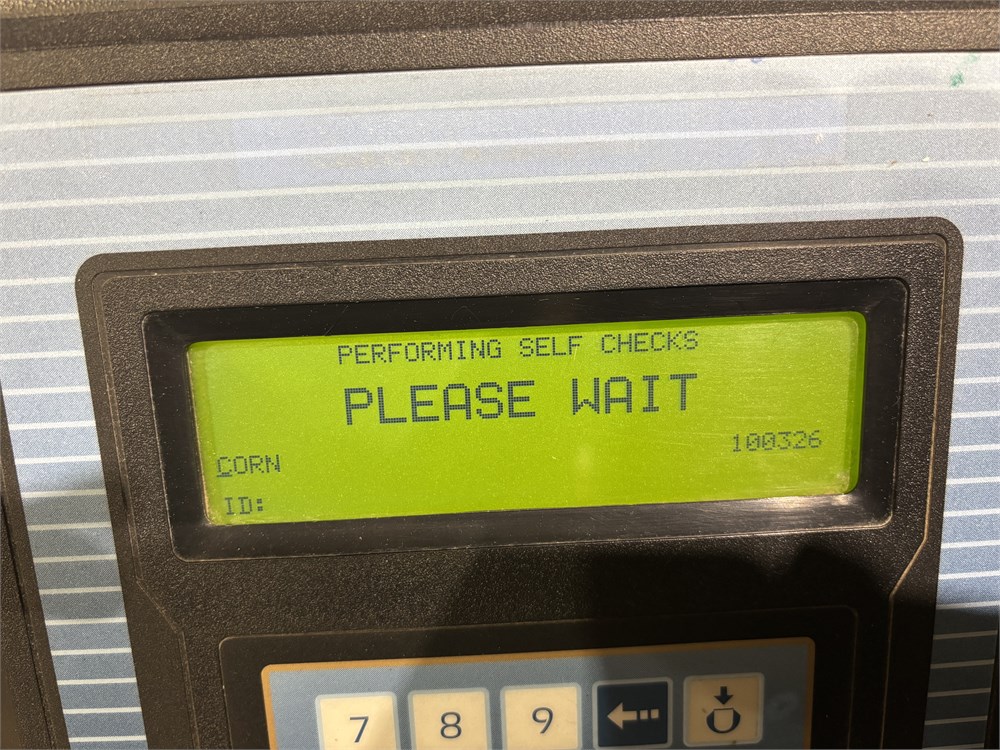 PERFORMING SELF CHECKS
PLEASE WAIT
100326
CORN
ID:
7 8 9